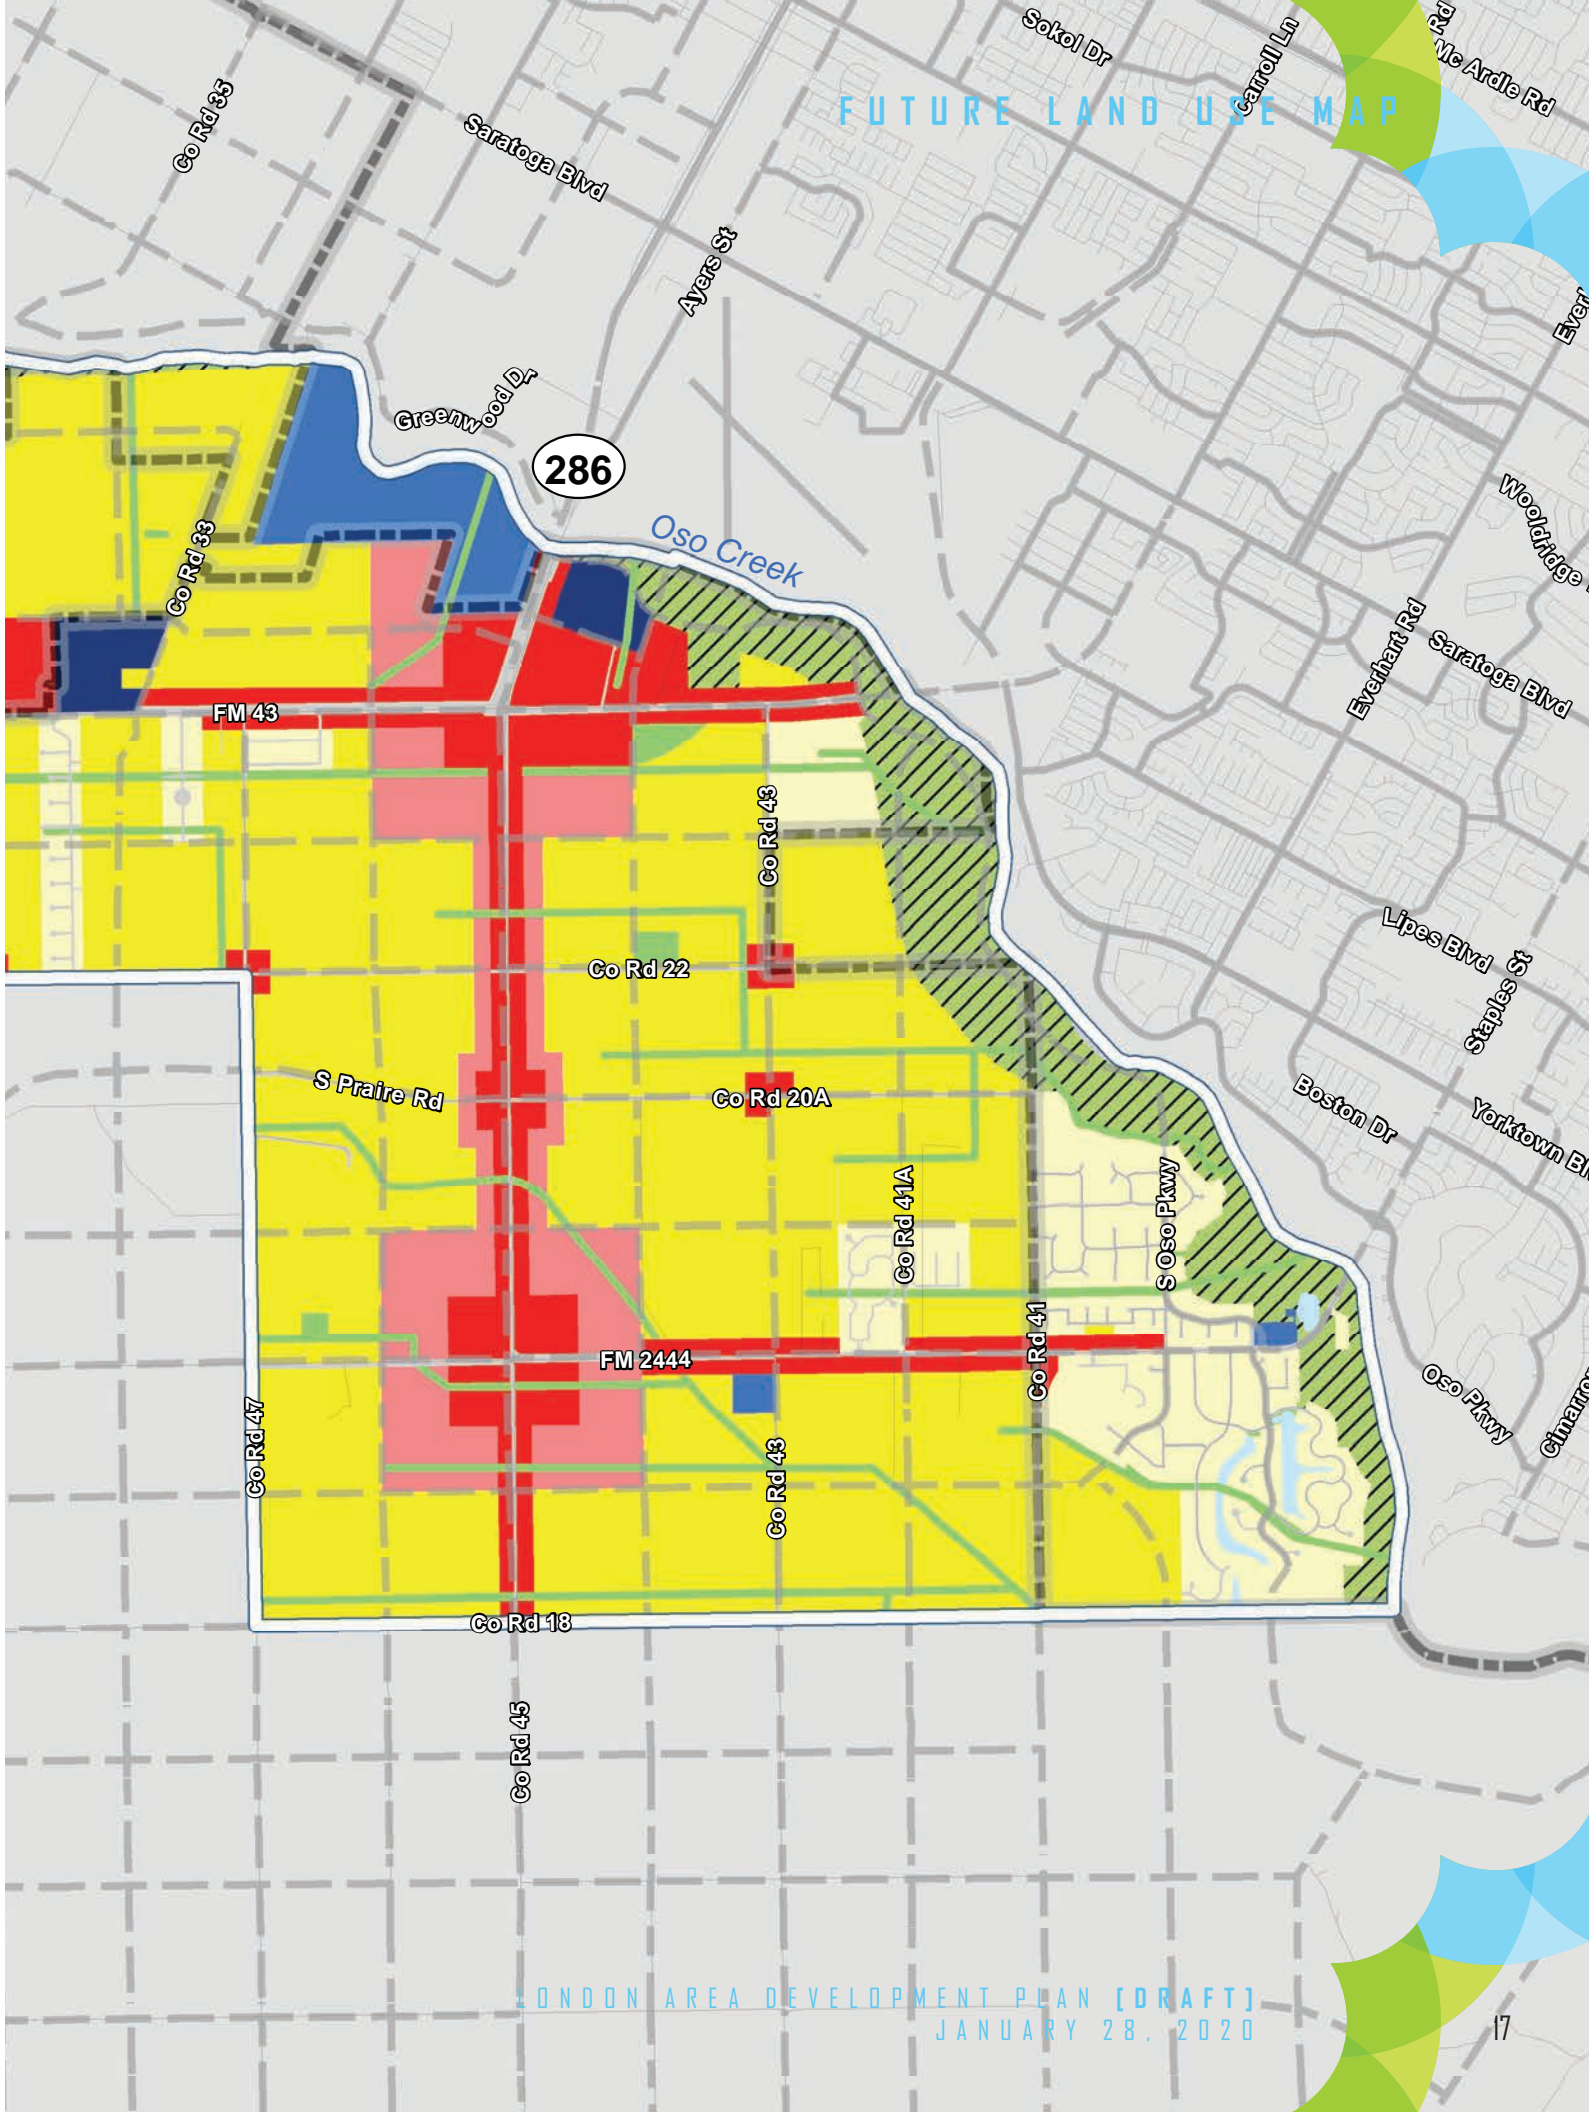 Sokol Dr
Carroll Ln
Rd
Mc Ardle Rd
FUTURE LAND USE MAP
Co Rd 35
Saratoga Blvd
Ayers St
Greenwood Dr
286
Oso Creek
Wooldridge
Co Rd 33
Everhart Rd
Saratoga Blvd
FM 43
Co Rd 43
Lipes Blvd
Staples St
Co Rd 22
S Praire Rd
Co Rd 20A
Boston Dr
Yorktown
Co Rd 41A
S Oso Pkwy
Co Rd 41
FM 2444
Oso Pkwy
Co Rd 47
Co Rd 43
Co Rd 18
Co Rd 45
LONDON AREA DEVELOPMENT PLAN [DRAFT]
JANUARY 28, 2020
17